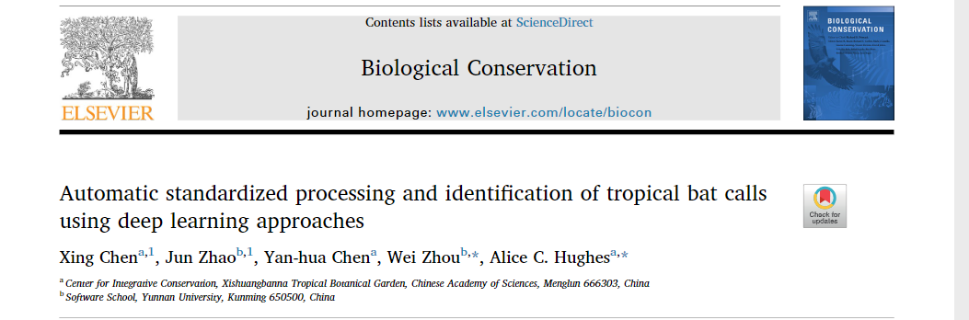 Contents lists available at ScienceDirect
Biological Conservation
journal homepage: www.elsevier.com/locate/biocon
ELSEVIER
BIOLOGICAL
CONSERVATION
Automatic standardized processing and identification of tropical bat calls
using deep learning approaches
Check for
updates
Xing Chen a,1, Jun Zhao b,1, Yan-hua Chen a, Wei Zhou b,*, Alice C. Hughes a,*
a Center for Integrative Conservation, Xishuangbanna Tropical Botanical Garden, Chinese Academy of Sciences, Menglun 666303, China
b Software School, Yunnan University, Kunming 650500, China